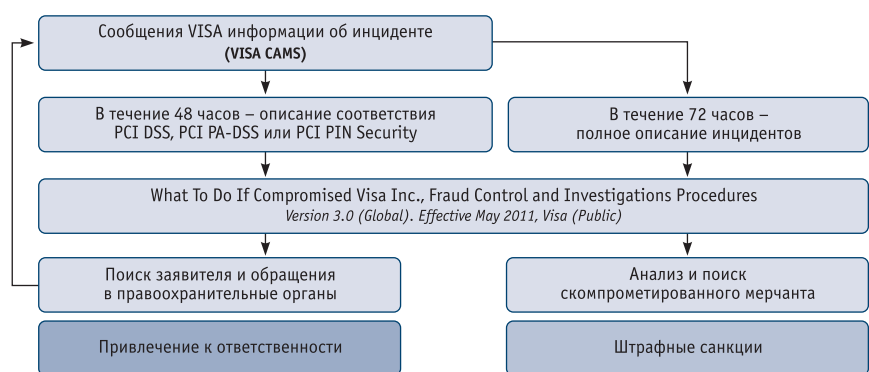 Сообщения VISA информации об инциденте
(VISA CAMS)
В течение 48 часов – описание соответствия
PCI DSS, PCI PA-DSS или PCI PIN Security
В течение 72 часов –
полное описание инцидентов
What To Do If Compromised Visa Inc., Fraud Control and Investigations Procedures
Version 3.0 (Global). Effective May 2011, Visa (Public)
Поиск заявителя и обращения
в правоохранительные органы
Анализ и поиск
скомпрометированного мерчанта
Привлечение к ответственности
Штрафные санкции